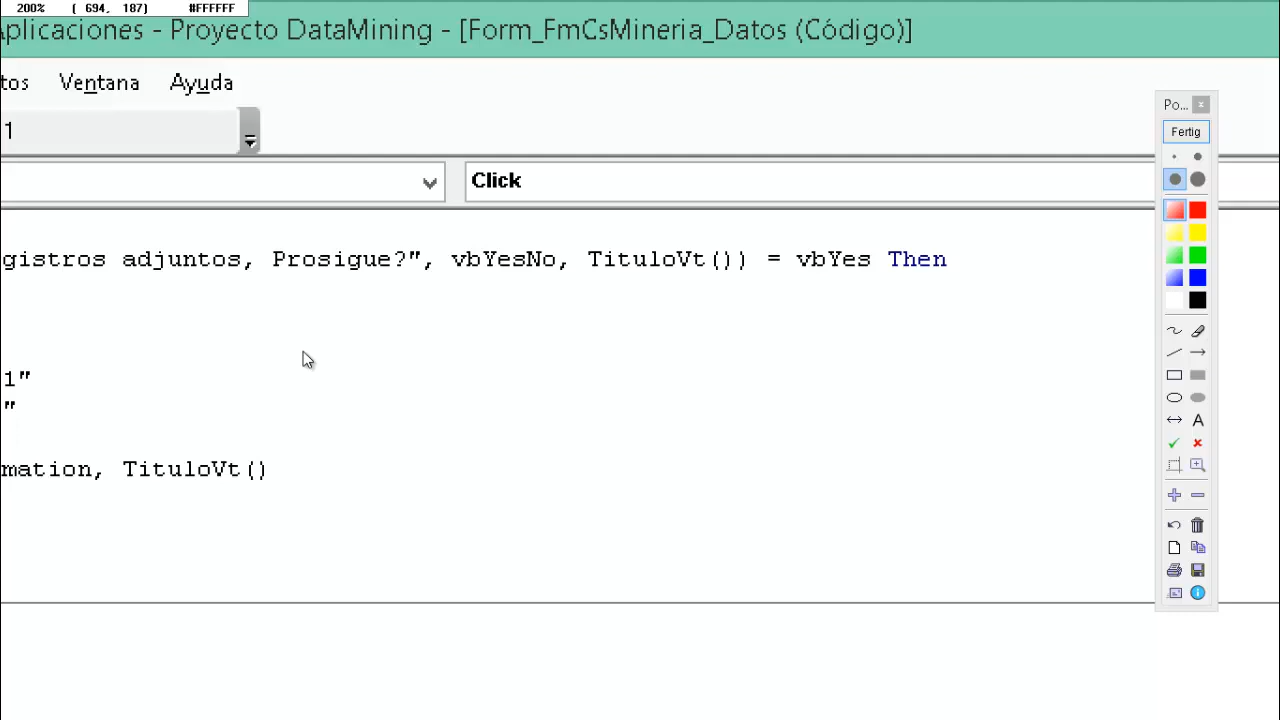 200% ( 694, 187) #FFFFFF
plicaciones - Proyecto DataMining - [Form_FmCsMineria_Datos (Código)]
tos Ventana Ayuda
1
Click
Po...
Fertig
gistros adjuntos, Prosigue?", vbYesNo, TituloVt()) = vbYes Then
1"
"
mation, TituloVt()
A